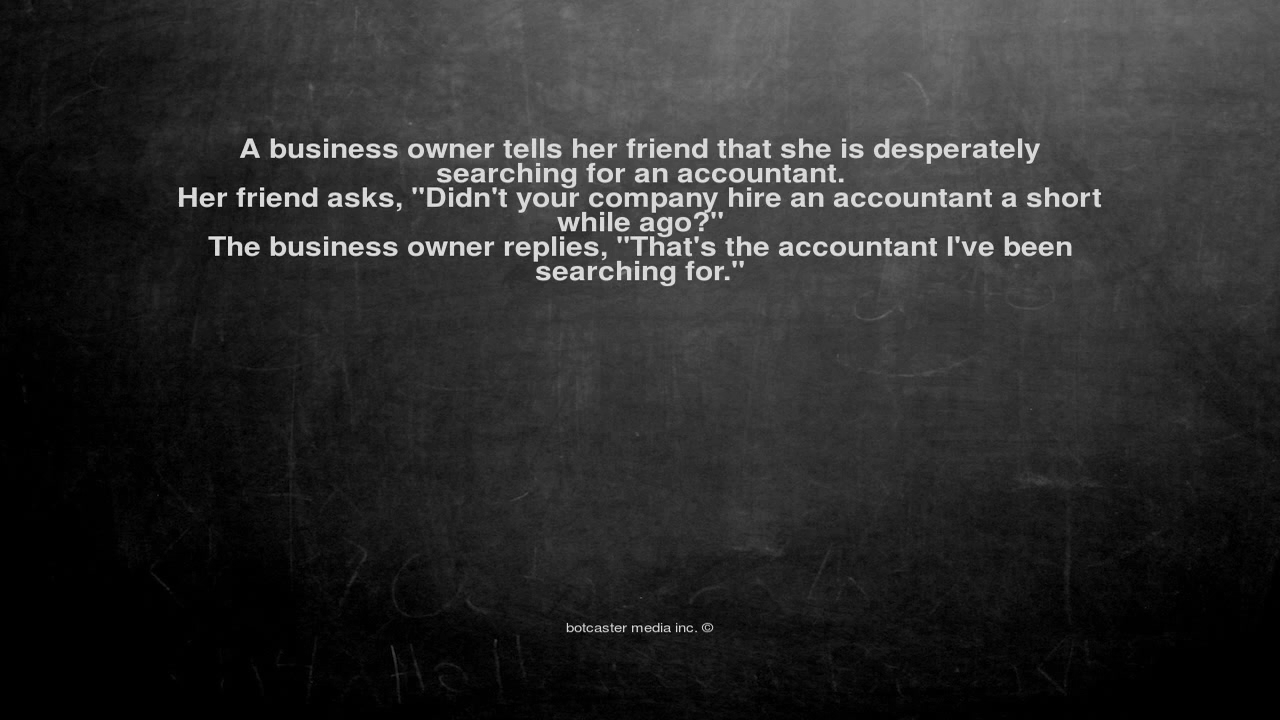 A business owner tells her friend that she is desperately
searching for an accountant.
Her friend asks, "Didn't your company hire an accountant a short
while ago?"
The business owner replies, "That's the accountant I've been
searching for."
botcaster media inc. ©